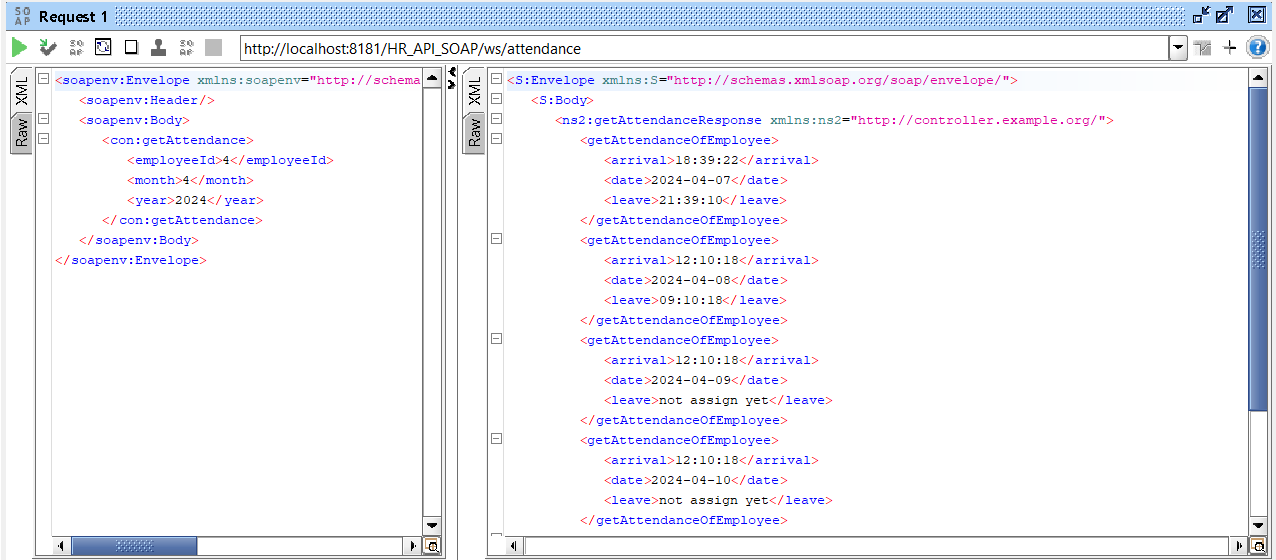 SO AP Request 1
SO AP SO AP http://localhost:8181/HR_API_SOAP/ws/attendance ?
XML
Raw
<soapenv:Envelope xmlns:soapenv="http://schema
<soapenv:Header/>
<soapenv:Body>
<con:getAttendance>
<employeeId>4</employeeId>
<month>4</month>
<year>2024</year>
</con:getAttendance>
</soapenv:Body>
</soapenv:Envelope>
XML
Raw
<S:Envelope xmlns:S="http://schemas.xmlsoap.org/soap/envelope/">
<S:Body>
<ns2:getAttendanceResponse xmlns:ns2="http://controller.example.org/">
<getAttendanceOfEmployee>
<arrival>18:39:22</arrival>
<date>2024-04-07</date>
<leave>21:39:10</leave>
</getAttendanceOfEmployee>
<getAttendanceOfEmployee>
<arrival>12:10:18</arrival>
<date>2024-04-08</date>
<leave>09:10:18</leave>
</getAttendanceOfEmployee>
<getAttendanceOfEmployee>
<arrival>12:10:18</arrival>
<date>2024-04-09</date>
<leave>not assign yet</leave>
</getAttendanceOfEmployee>
<getAttendanceOfEmployee>
<arrival>12:10:18</arrival>
<date>2024-04-10</date>
<leave>not assign yet</leave>
</getAttendanceOfEmployee>